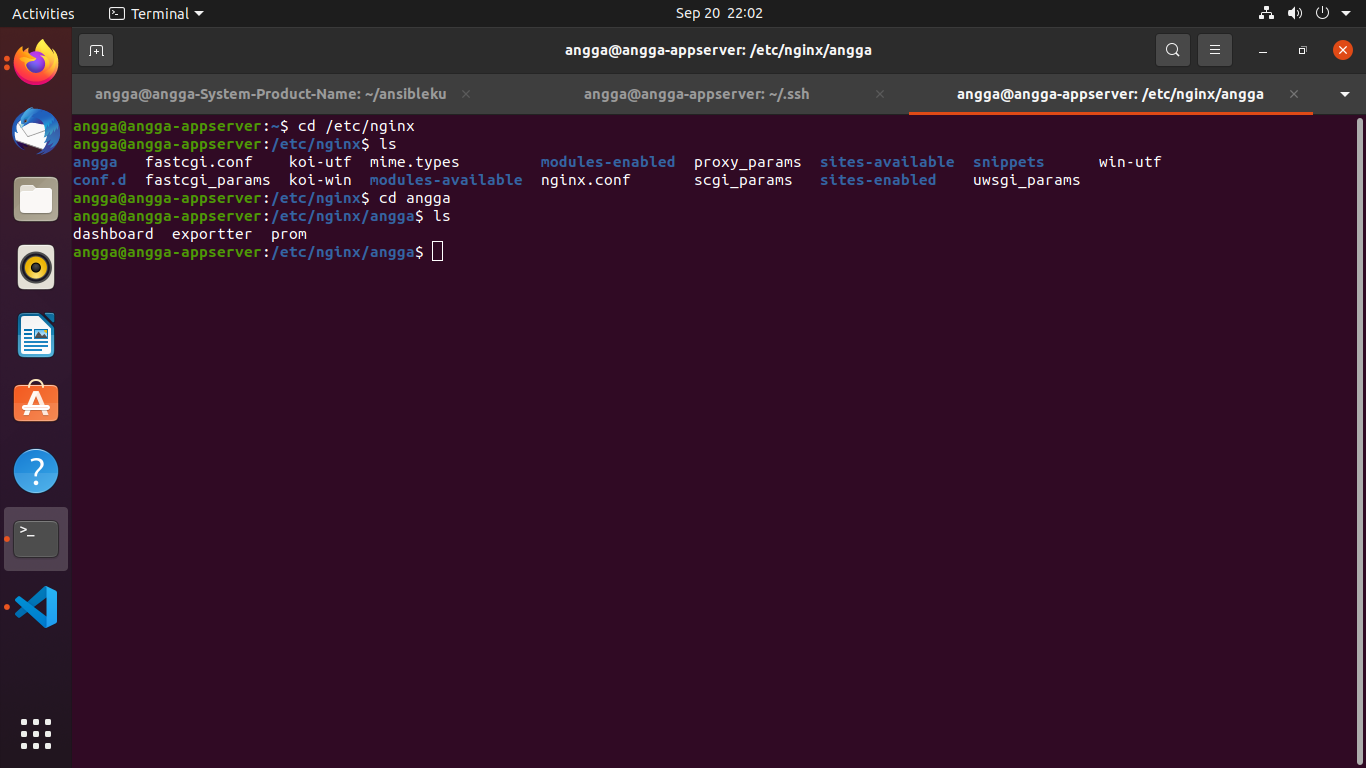 Activities Terminal Sep 20 22:02
angga@angga-appserver: /etc/nginx/angga
angga@angga-System-Product-Name: ~/ansibleku angga@angga-appserver: ~/.ssh angga@angga-appserver: /etc/nginx/angga
angga@angga-appserver:~$ cd /etc/nginx
angga@angga-appserver:/etc/nginx$ ls
angga fastcgi.conf koi-utf mime.types modules-enabled proxy_params sites-available snippets win-utf
conf.d fastcgi_params koi-win modules-available nginx.conf scgi_params sites-enabled uwsgi_params
angga@angga-appserver:/etc/nginx$ cd angga
angga@angga-appserver:/etc/nginx/angga$ ls
dashboard exportter prom
angga@angga-appserver:/etc/nginx/angga$